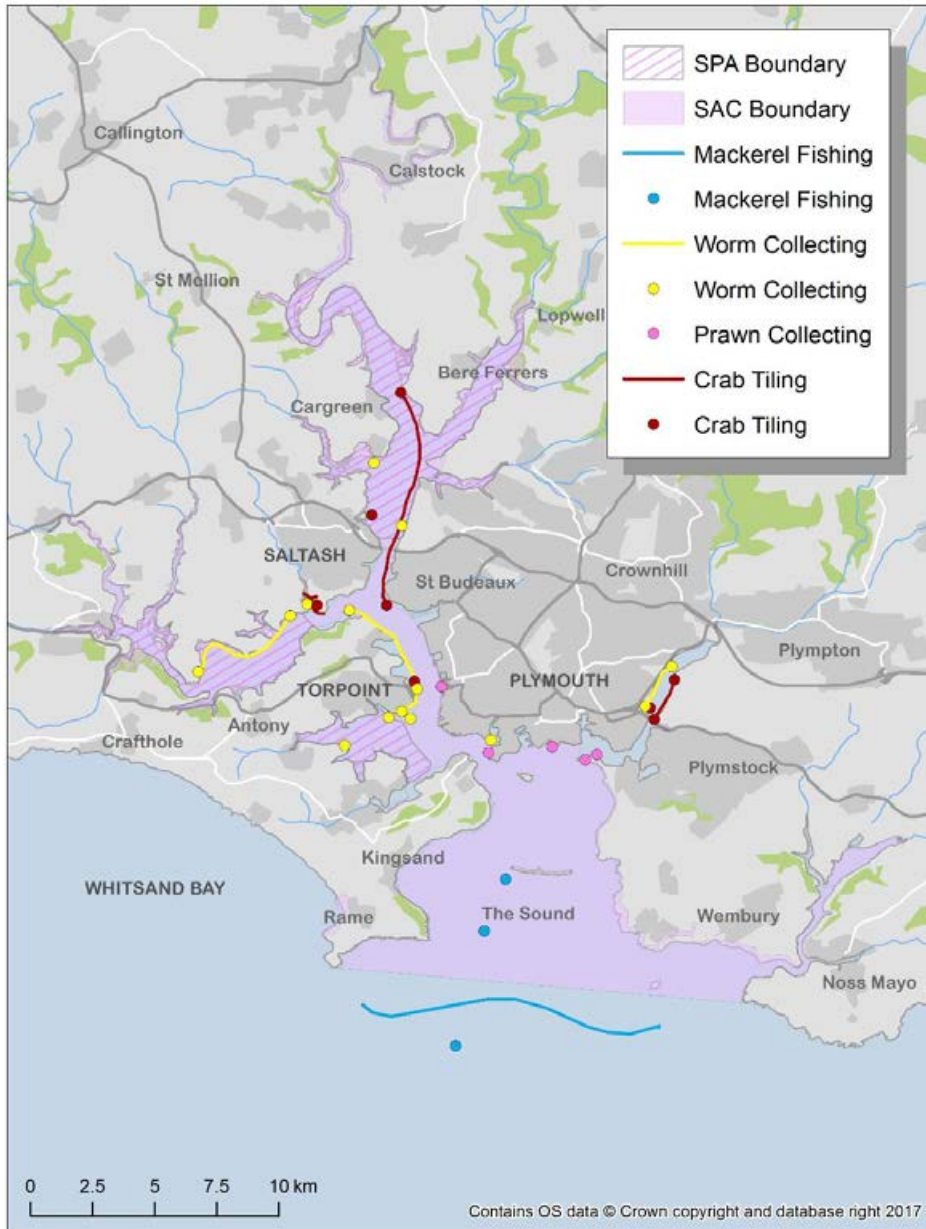 SPA Boundary
SAC Boundary
Mackerel Fishing
Mackerel Fishing
Worm Collecting
Worm Collecting
Prawn Collecting
Crab Tiling
Crab Tiling
Callington
Calstock
St Mellion
Lopwell
Bere Ferrers
Cargreen
SALTASH
St Budeaux
Crownhill
Plympton
TORPOINT
PLYMOUTH
Antony
Crafthole
Plymstock
Kingsand
WHITSAND BAY
Rame
The Sound
Wembury
Noss Mayo
0 2.5 5 7.5 10 km
Contains OS data © Crown copyright and database right 2017